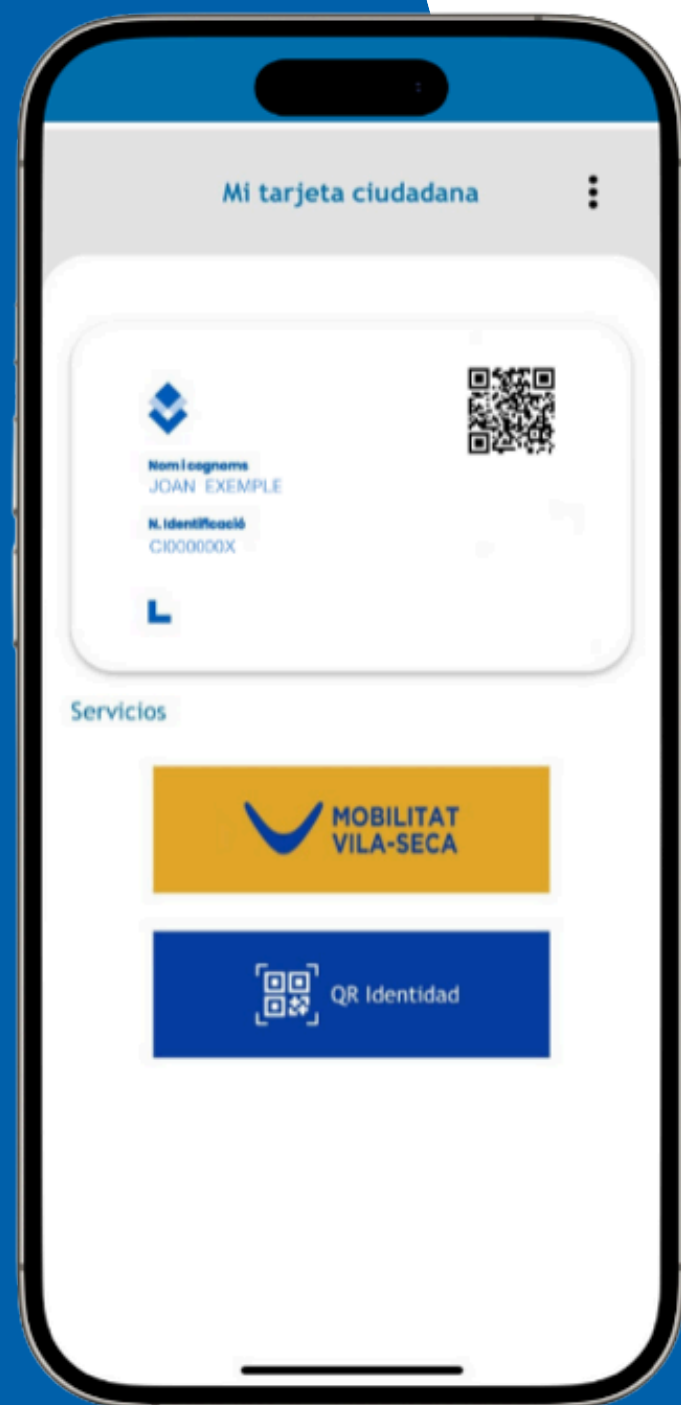 Mi tarjeta ciudadana
Nom i cognoms
JOAN EXEMPLE
N. Identificació
CI000000X
Servicios
MOBILITAT
VILA-SECA
QR Identidad